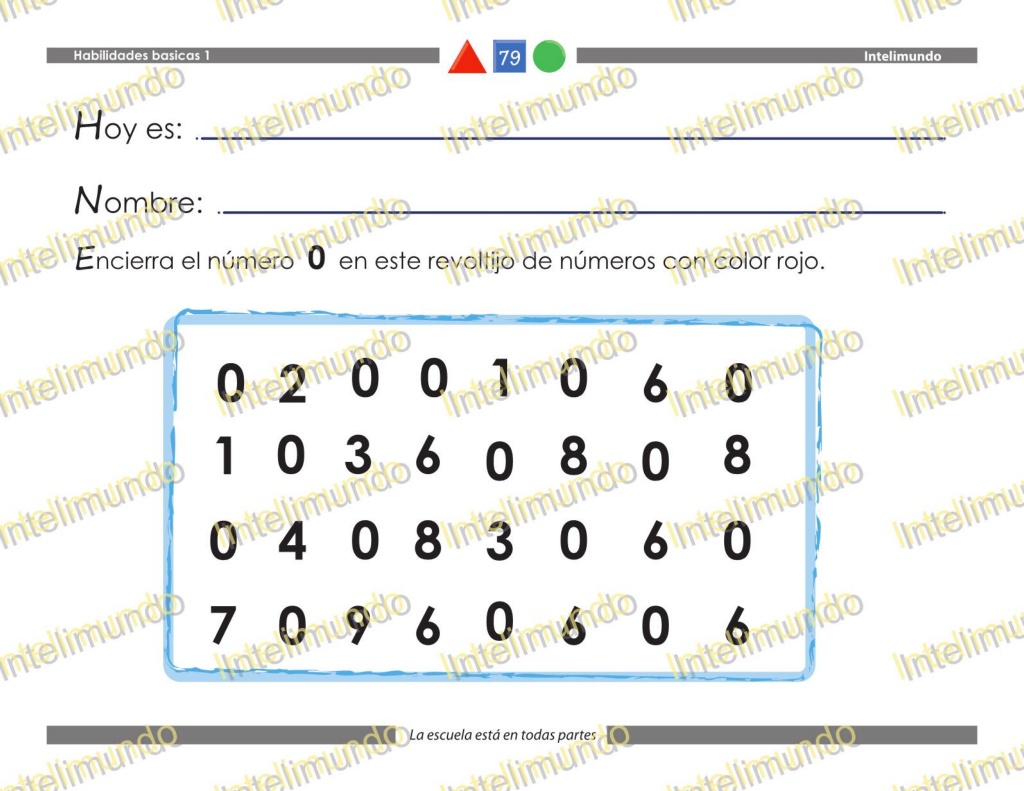 Habilidades basicas 1 79 Intelimundo
Hoy es:
Nombre:
Encierra el número 0 en este revoltijo de números con color rojo.
0 2 0 0 1 0 6 0
1 0 3 6 0 8 0 8
0 4 0 8 3 0 6 0
7 0 9 6 0 6 0 6
La escuela está en todas partes